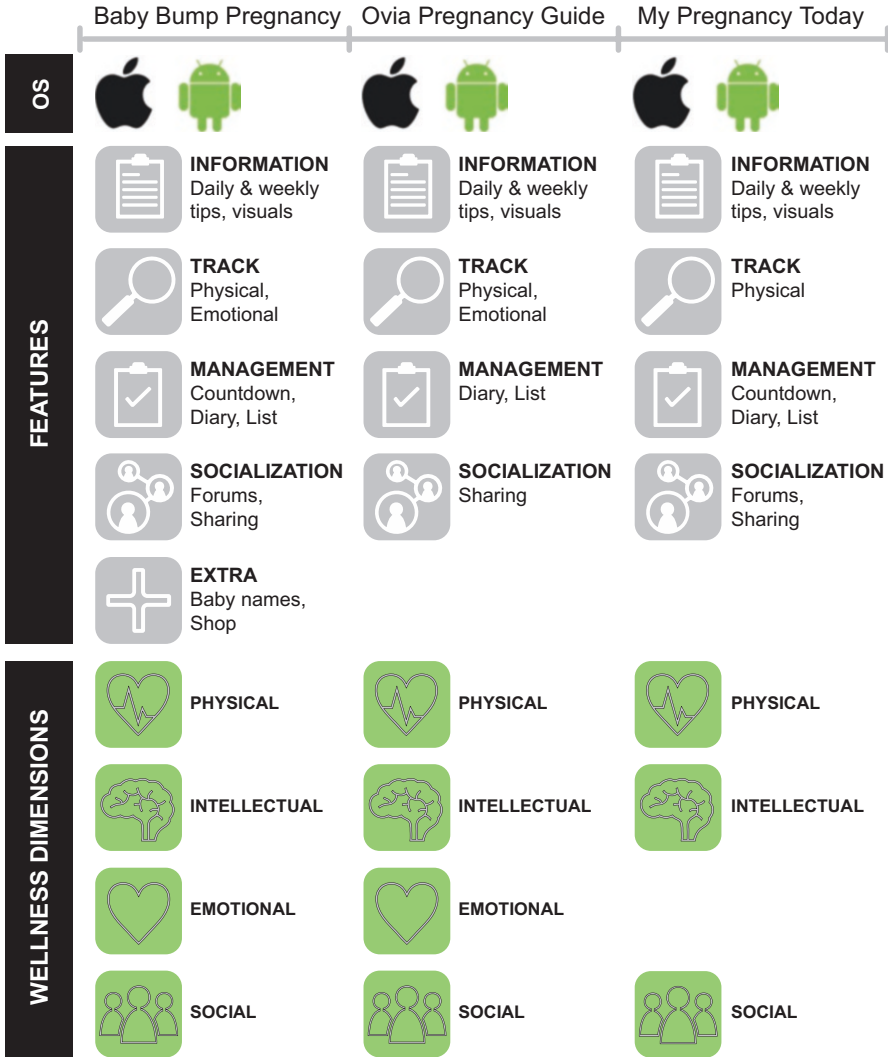 Baby Bump Pregnancy
Ovia Pregnancy Guide
My Pregnancy Today
OS
FEATURES
INFORMATION
Daily & weekly
tips, visuals
INFORMATION
Daily & weekly
tips, visuals
INFORMATION
Daily & weekly
tips, visuals
TRACK
Physical,
Emotional
TRACK
Physical,
Emotional
TRACK
Physical
MANAGEMENT
Countdown,
Diary, List
MANAGEMENT
Diary, List
MANAGEMENT
Countdown,
Diary, List
SOCIALIZATION
Forums,
Sharing
SOCIALIZATION
Sharing
SOCIALIZATION
Forums,
Sharing
EXTRA
Baby names,
Shop
WELLNESS DIMENSIONS
PHYSICAL
PHYSICAL
PHYSICAL
INTELLECTUAL
INTELLECTUAL
INTELLECTUAL
EMOTIONAL
EMOTIONAL
SOCIAL
SOCIAL
SOCIAL